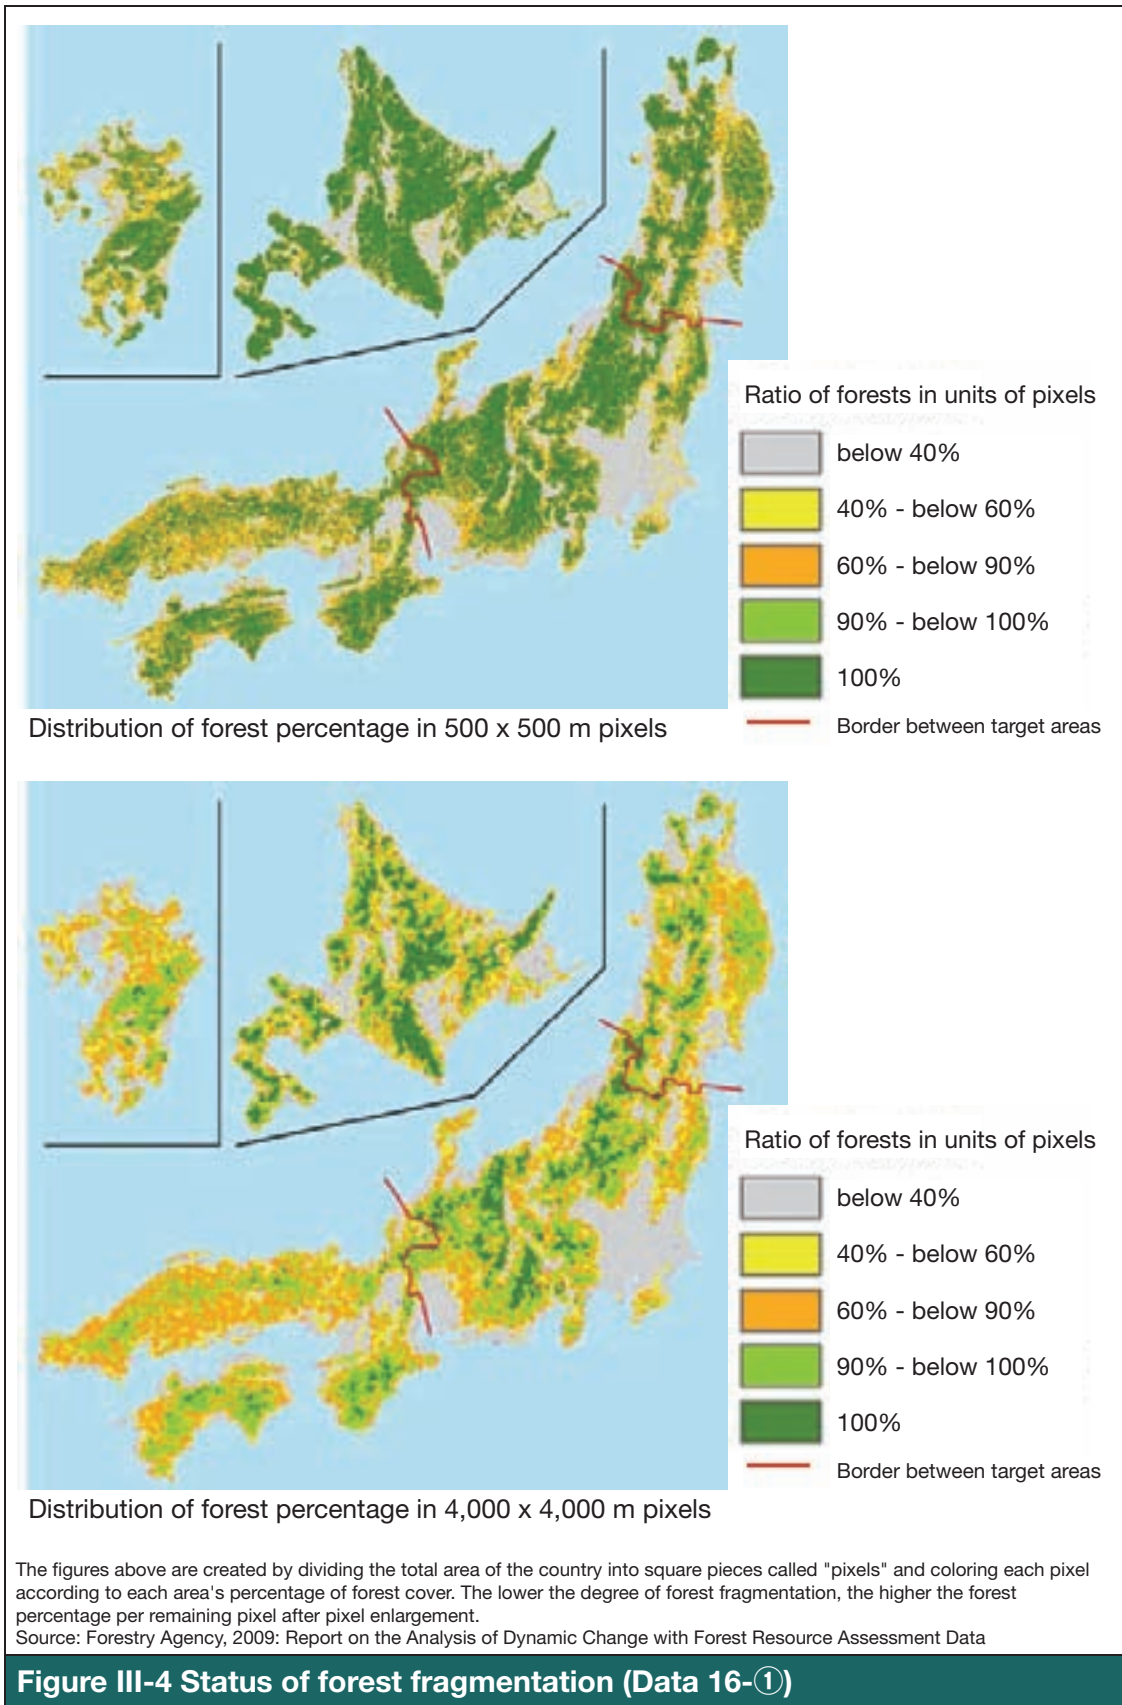 Ratio of forests in units of pixels
below 40%
40% - below 60%
60% - below 90%
90% - below 100%
100%
Border between target areas
Distribution of forest percentage in 500 x 500 m pixels
Ratio of forests in units of pixels
below 40%
40% - below 60%
60% - below 90%
90% - below 100%
100%
Border between target areas
Distribution of forest percentage in 4,000 x 4,000 m pixels
The figures above are created by dividing the total area of the country into square pieces called "pixels" and coloring each pixel
according to each area's percentage of forest cover. The lower the degree of forest fragmentation, the higher the forest
percentage per remaining pixel after pixel enlargement.
Source: Forestry Agency, 2009: Report on the Analysis of Dynamic Change with Forest Resource Assessment Data
Figure III-4 Status of forest fragmentation (Data 16-①)